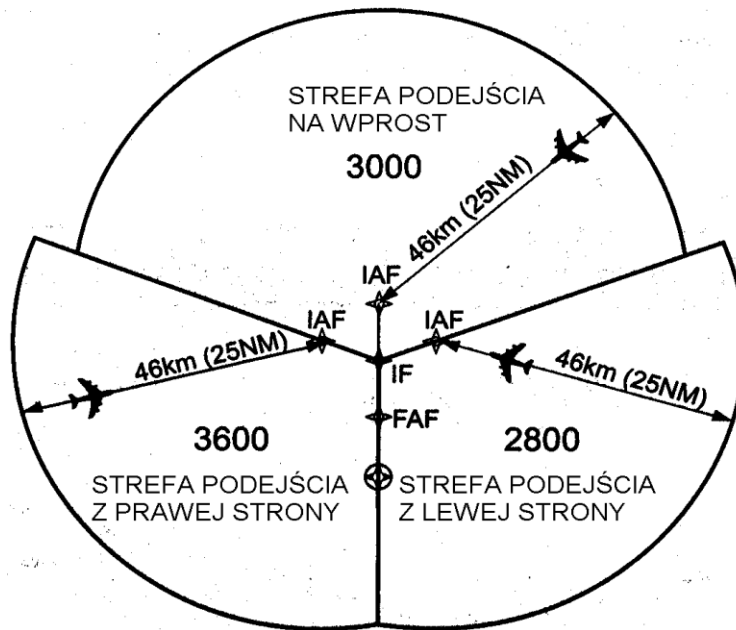 STREFA PODEJŚCIA
NA WPROST
3000
46km (25NM)
IAF
IAF
IAF
46km (25NM)
46km (25NM)
IF
FAF
3600
2800
STREFA PODEJŚCIA
Z PRAWEJ STRONY
STREFA PODEJŚCIA
Z LEWEJ STRONY